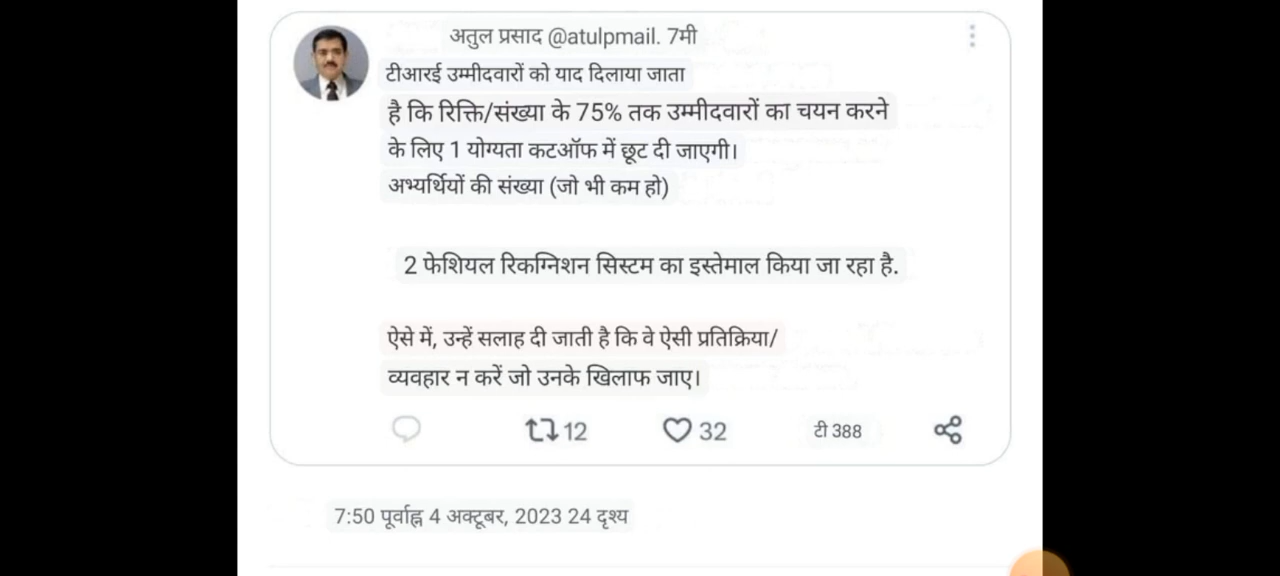 अतुल प्रसाद @atulpmail. 7मी
टीआरई उम्मीदवारों को याद दिलाया जाता
है कि रिक्ति/संख्या के 75% तक उम्मीदवारों का चयन करने
के लिए 1 योग्यता कटऑफ में छूट दी जाएगी।
अभ्यर्थियों की संख्या (जो भी कम हो)
2 फेशियल रिकग्निशन सिस्टम का इस्तेमाल किया जा रहा है.
ऐसे में, उन्हें सलाह दी जाती है कि वे ऐसी प्रतिक्रिया/
व्यवहार न करें जो उनके खिलाफ जाए।
12 32 टी 388
7:50 पूर्वाह्न 4 अक्टूबर, 2023 24 दृश्य